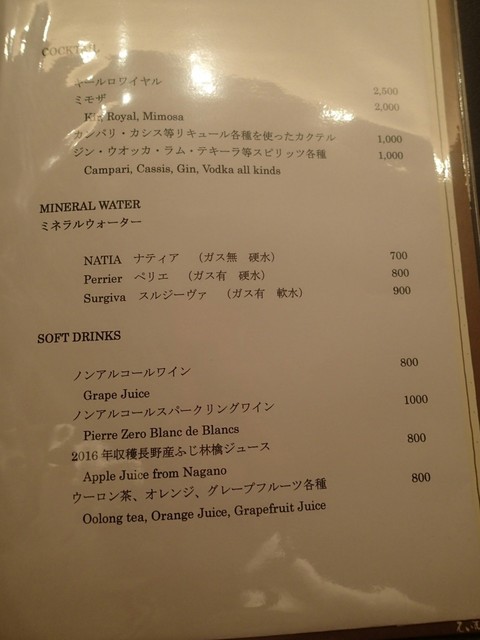 COCKTAIL
キールロワイヤル 2,500
ミモザ 2,000
Kir Royal, Mimosa
カンパリ・カシス等リキュール各種を使ったカクテル 1,000
ジン・ウオッカ・ラム・テキーラ等スピリッツ各種 1,000
Campari, Cassis, Gin, Vodka all kinds
MINERAL WATER
ミネラルウォーター
NATIA ナティア （ガス無 硬水） 700
Perrier ペリエ （ガス有 硬水） 800
Surgiva スルジーヴァ （ガス有 軟水） 900
SOFT DRINKS
ノンアルコールワイン 800
Grape Juice
ノンアルコールスパークリングワイン 1000
Pierre Zero Blanc de Blancs
2016年収穫長野産ふじ林檎ジュース 800
Apple Juice from Nagano
ウーロン茶、オレンジ、グレープフルーツ各種 800
Oolong tea, Orange Juice, Grapefruit Juice